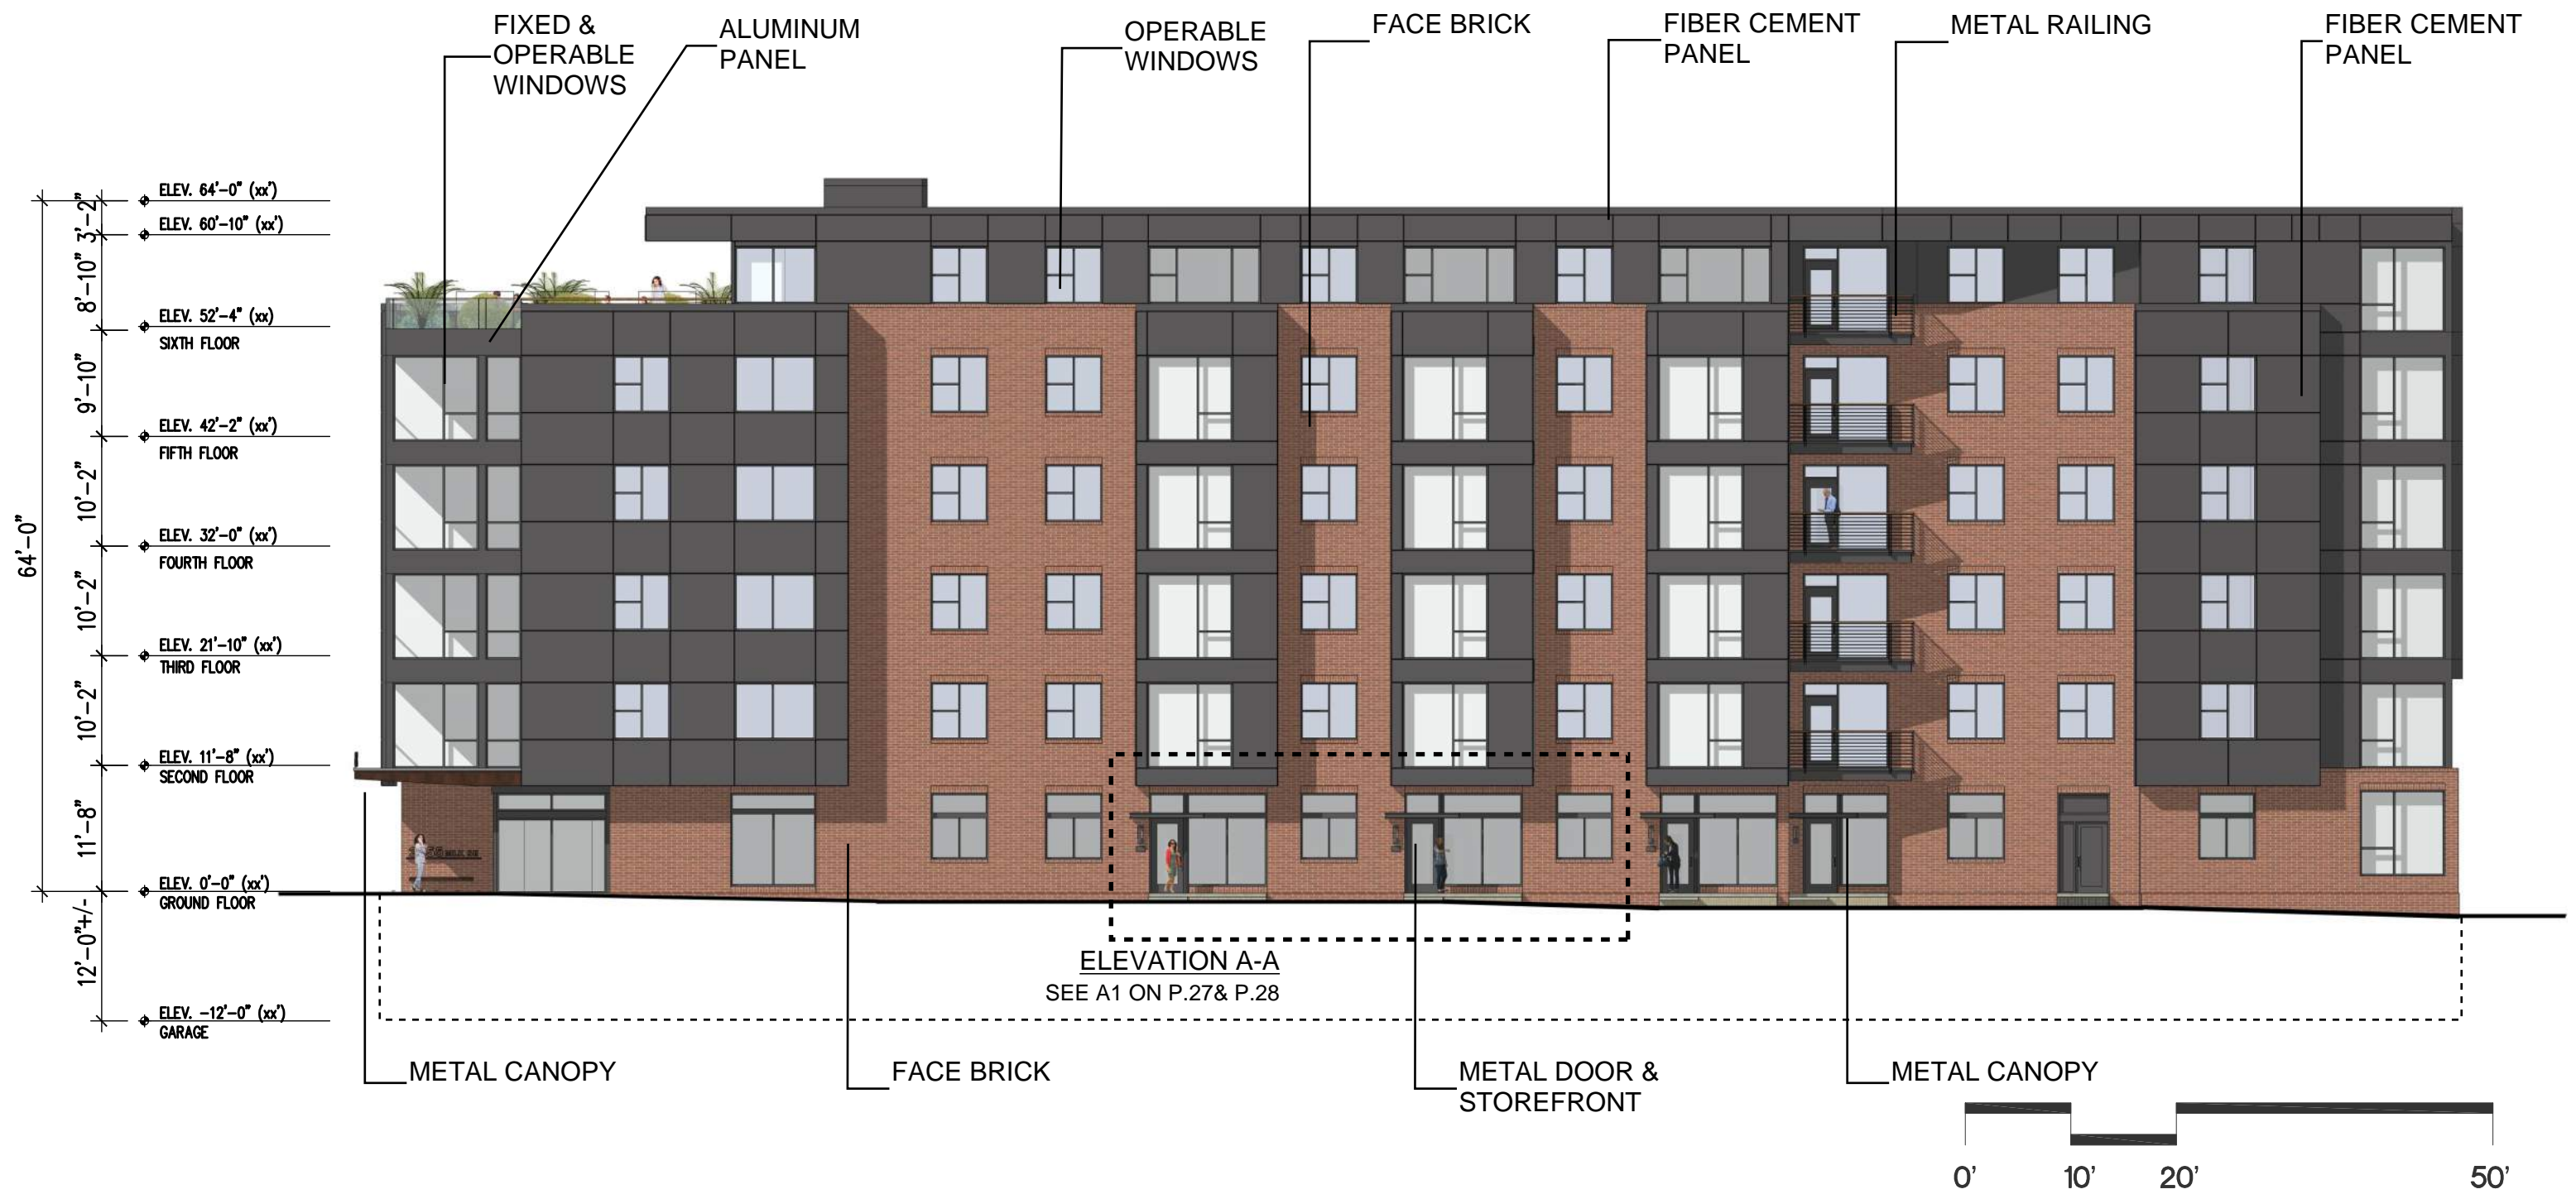 FIXED &
OPERABLE
WINDOWS
ALUMINUM
PANEL
OPERABLE
WINDOWS
FACE BRICK
FIBER CEMENT
PANEL
METAL RAILING
FIBER CEMENT
PANEL
ELEV. 64'-0" (xx')
3'-2"
ELEV. 60'-10" (xx')
8'-10"
ELEV. 52'-4" (xx)
SIXTH FLOOR
9'-10"
ELEV. 42'-2" (xx')
FIFTH FLOOR
10'-2"
64'-0"
ELEV. 32'-0" (xx')
FOURTH FLOOR
10'-2"
ELEV. 21'-10" (xx')
THIRD FLOOR
10'-2"
ELEV. 11'-8" (xx')
SECOND FLOOR
11'-8"
ELEV. 0'-0" (xx')
GROUND FLOOR
12'-0"+/-
ELEV. -12'-0" (xx')
GARAGE
ELEVATION A-A
SEE A1 ON P.27& P.28
METAL CANOPY
FACE BRICK
METAL DOOR &
STOREFRONT
METAL CANOPY
0' 10' 20' 50'